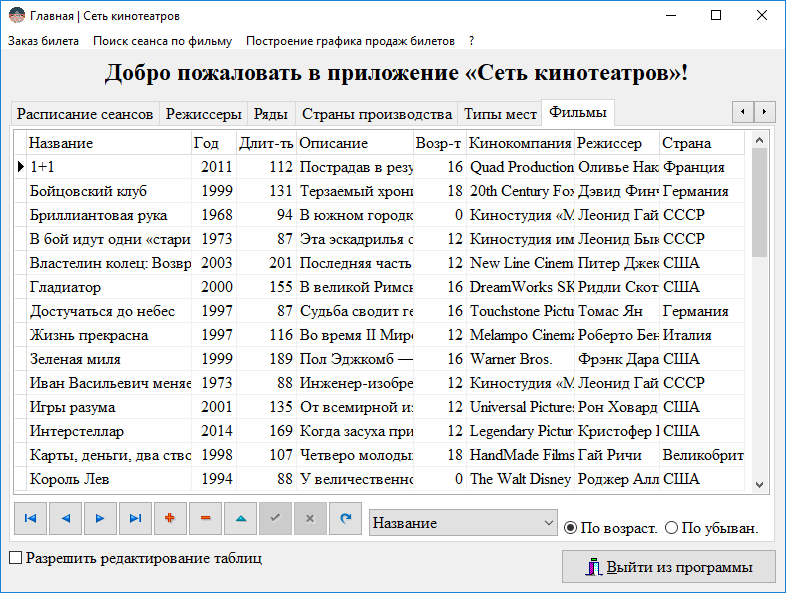 Главная | Сеть кинотеатров
Заказ билета Поиск сеанса по фильму Построение графика продаж билетов ?
Добро пожаловать в приложение «Сеть кинотеатров»!
Расписание сеансов Режиссеры Ряды Страны производства Типы мест Фильмы
Название Год Длит-ть Описание Возр-т Кинокомпания Режиссер Страна
1+1 2011 112 Пострадав в резу 16 Quad Production Оливье Нак Франция
Бойцовский клуб 1999 131 Терзаемый хрони 18 20th Century Fox Дэвид Финч Германия
Бриллиантовая рука 1968 94 В южном городк 0 Киностудия «М Леонид Гай СССР
В бой идут одни «стари 1973 87 Эта эскадрилья с 12 Киностудия им Леонид Бык СССР
Властелин колец: Возвр 2003 201 Последняя часть 12 New Line Cinem Питер Джек США
Гладиатор 2000 155 В великой Римск 16 DreamWorks SK Ридли Скот США
Достучаться до небес 1997 87 Судьба сводит ге 16 Touchstone Pictu Томас Ян Германия
Жизнь прекрасна 1997 116 Во время II Миро 12 Melampo Cinema Роберто Бен Италия
Зеленая миля 1999 189 Пол Эджкомб — 16 Warner Bros. Фрэнк Дара США
Иван Васильевич меняе 1973 88 Инженер-изобре 12 Киностудия «М Леонид Гай СССР
Игры разума 2001 135 От всемирной из 12 Universal Pictures Рон Ховард США
Интерстеллар 2014 169 Когда засуха при 12 Legendary Pictur Кристофер Н США
Карты, деньги, два ство 1998 107 Четверо молоды 18 HandMade Films Гай Ричи Великобрит
Король Лев 1994 88 У величественно 0 The Walt Disney Роджер Алл США
Название По возраст. По убыван.
Разрешить редактирование таблиц
Выйти из программы